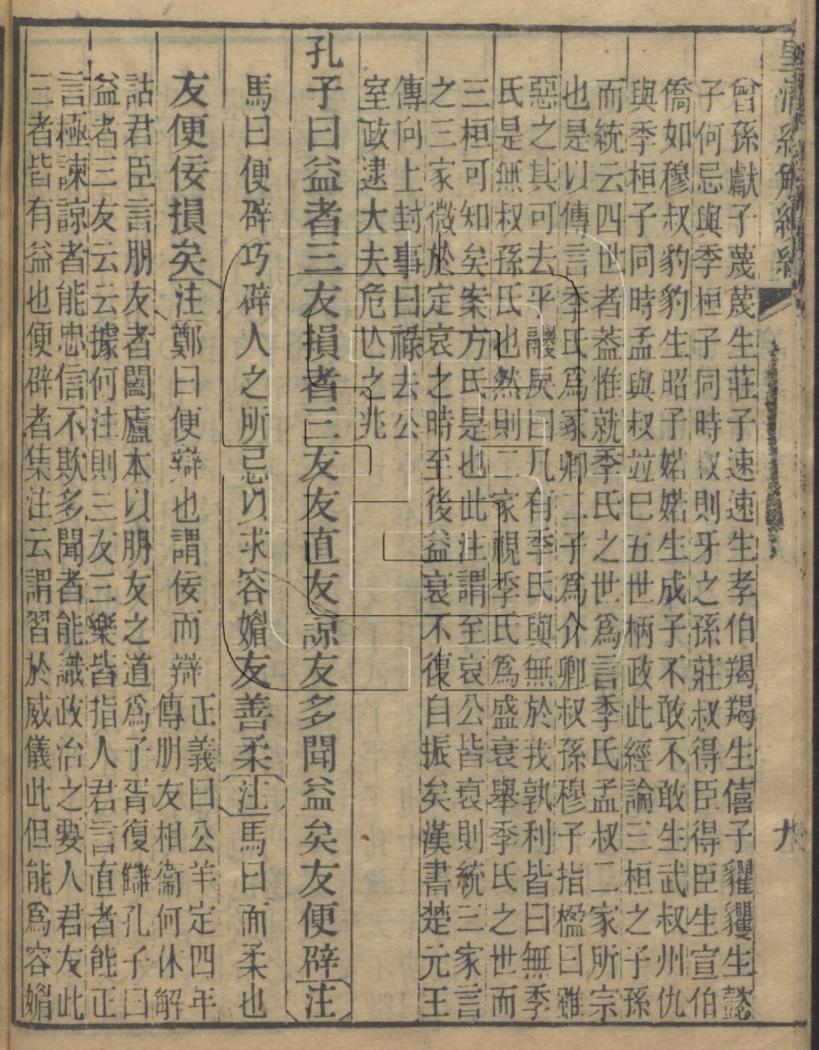 皇清經解續編
九
曾孫獻子蔑蔑生莊子速速生孝伯羯羯生僖子貜貜生懿
子何忌與季桓子同時叔則牙之孫莊叔得臣得臣生宣伯
僑如穆叔豹豹生昭子婼婼生成子不敢不敢生武叔州仇
與季桓子同時孟與叔竝巳五世柄政此經論三桓之子孫
而統云四世者葢惟就季氏之世爲言季氏孟叔二家所宗
也是以傳言季氏爲冢卿二子爲介卿叔孫穆子指楹曰雖
惡之其可去乎鬷戾曰凡有季氏與無於我孰利皆曰無季
氏是無叔孫氏也然則二家視季氏爲盛衰舉季氏之世而
三桓可知矣案方氏是也此注謂至哀公皆衰則統三家言
之三家微於定哀之時至後益衰不復自振矣漢書楚元王
傳向上封事曰祿去公
室政逮大夫危亾之兆
孔子曰益者三友損者三友友直友諒友多聞益矣友便辟注
馬曰便辟巧辟人之所忌以求容媚友善柔注馬曰面柔也
友便佞損矣注鄭曰便辯也謂佞而辯
正義曰公羊定四年
傳朋友相衞何休解
詁君臣言朋友者闔廬本以朋友之道爲子胥復讎孔子曰
益者三友云云據何注則三友三樂皆指人君言直者能正
言極諫諒者能忠信不欺多聞者能識政治之要人君友此
三者皆有益也便辟者集注云謂習於威儀此但能爲容媚